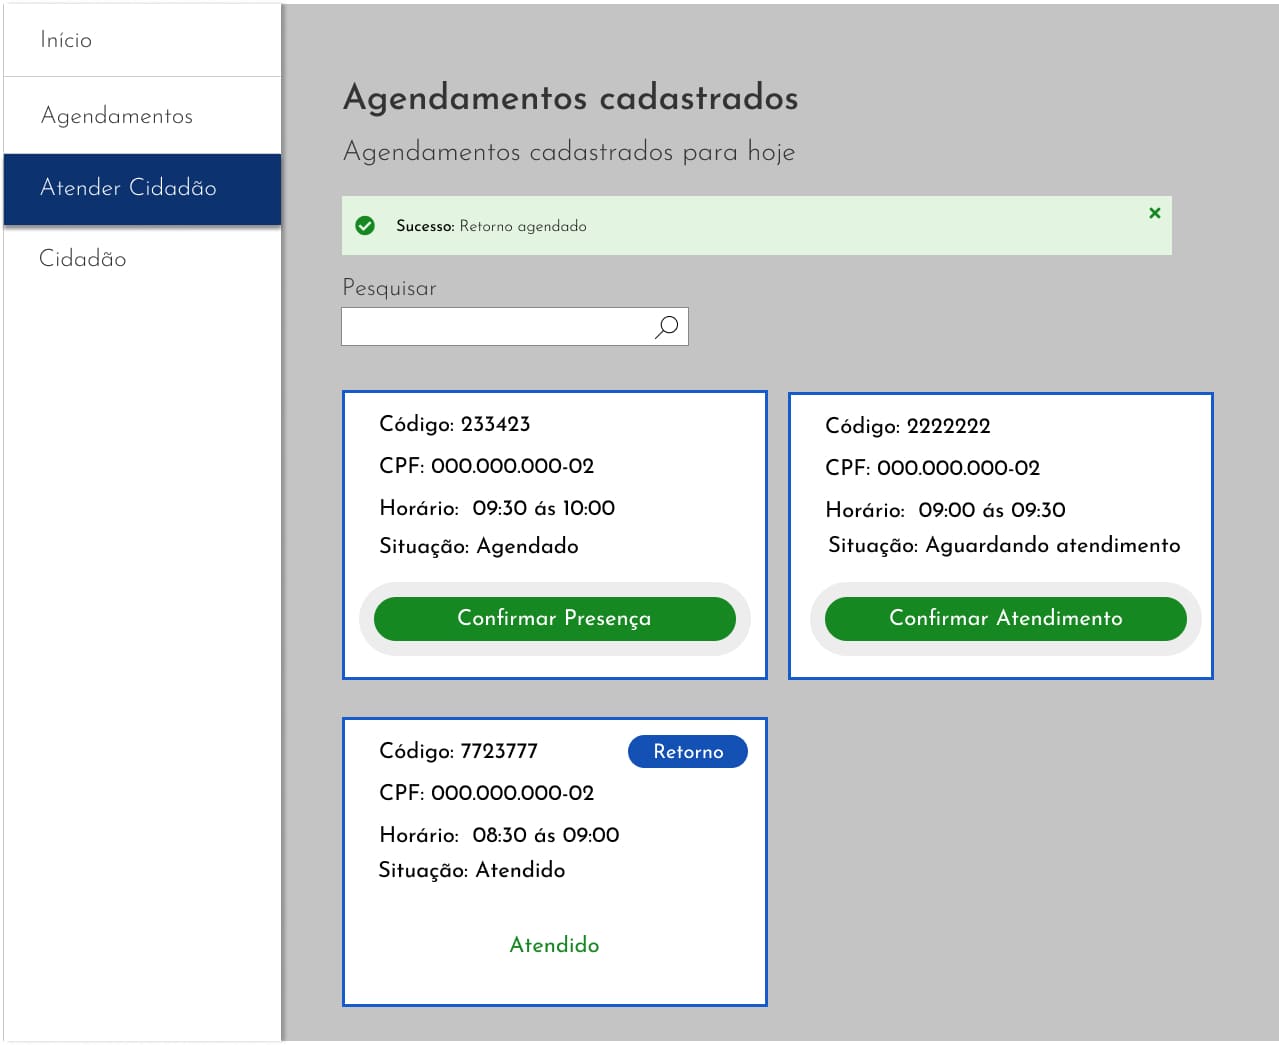 Início
Agendamentos
Atender Cidadão
Cidadão
Agendamentos cadastrados
Agendamentos cadastrados para hoje
Sucesso: Retorno agendado
Pesquisar
Código: 233423
CPF: 000.000.000-02
Horário: 09:30 ás 10:00
Situação: Agendado
Confirmar Presença
Código: 2222222
CPF: 000.000.000-02
Horário: 09:00 ás 09:30
Situação: Aguardando atendimento
Confirmar Atendimento
Código: 7723777
Retorno
CPF: 000.000.000-02
Horário: 08:30 ás 09:00
Situação: Atendido
Atendido